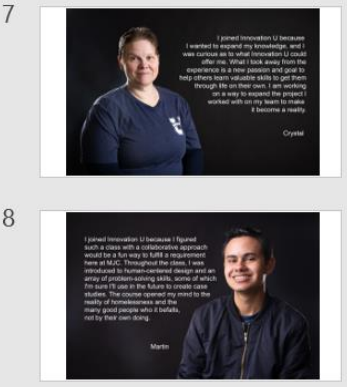 7
I joined Innovation U because
I wanted to expand my knowledge, and I
was curious as to what Innovation U could
offer me. What I took away from the
experience is a new passion and goal to
help others learn valuable skills to get them
through life on their own. I am working
on a way to expand the project I
worked with on my team to make
it become a reality.
Crystal
U
8
I joined Innovation U because I figured
such a class with a collaborative approach
would be a fun way to fulfill a requirement
here at MJC. Throughout the class, I was
introduced to human-centered design and an
array of problem-solving skills, some of which
I'm sure I'll use in the future to create case
studies. The course opened my mind to the
reality of homelessness and the
many good people who it befalls,
not by their own doing.
Martin